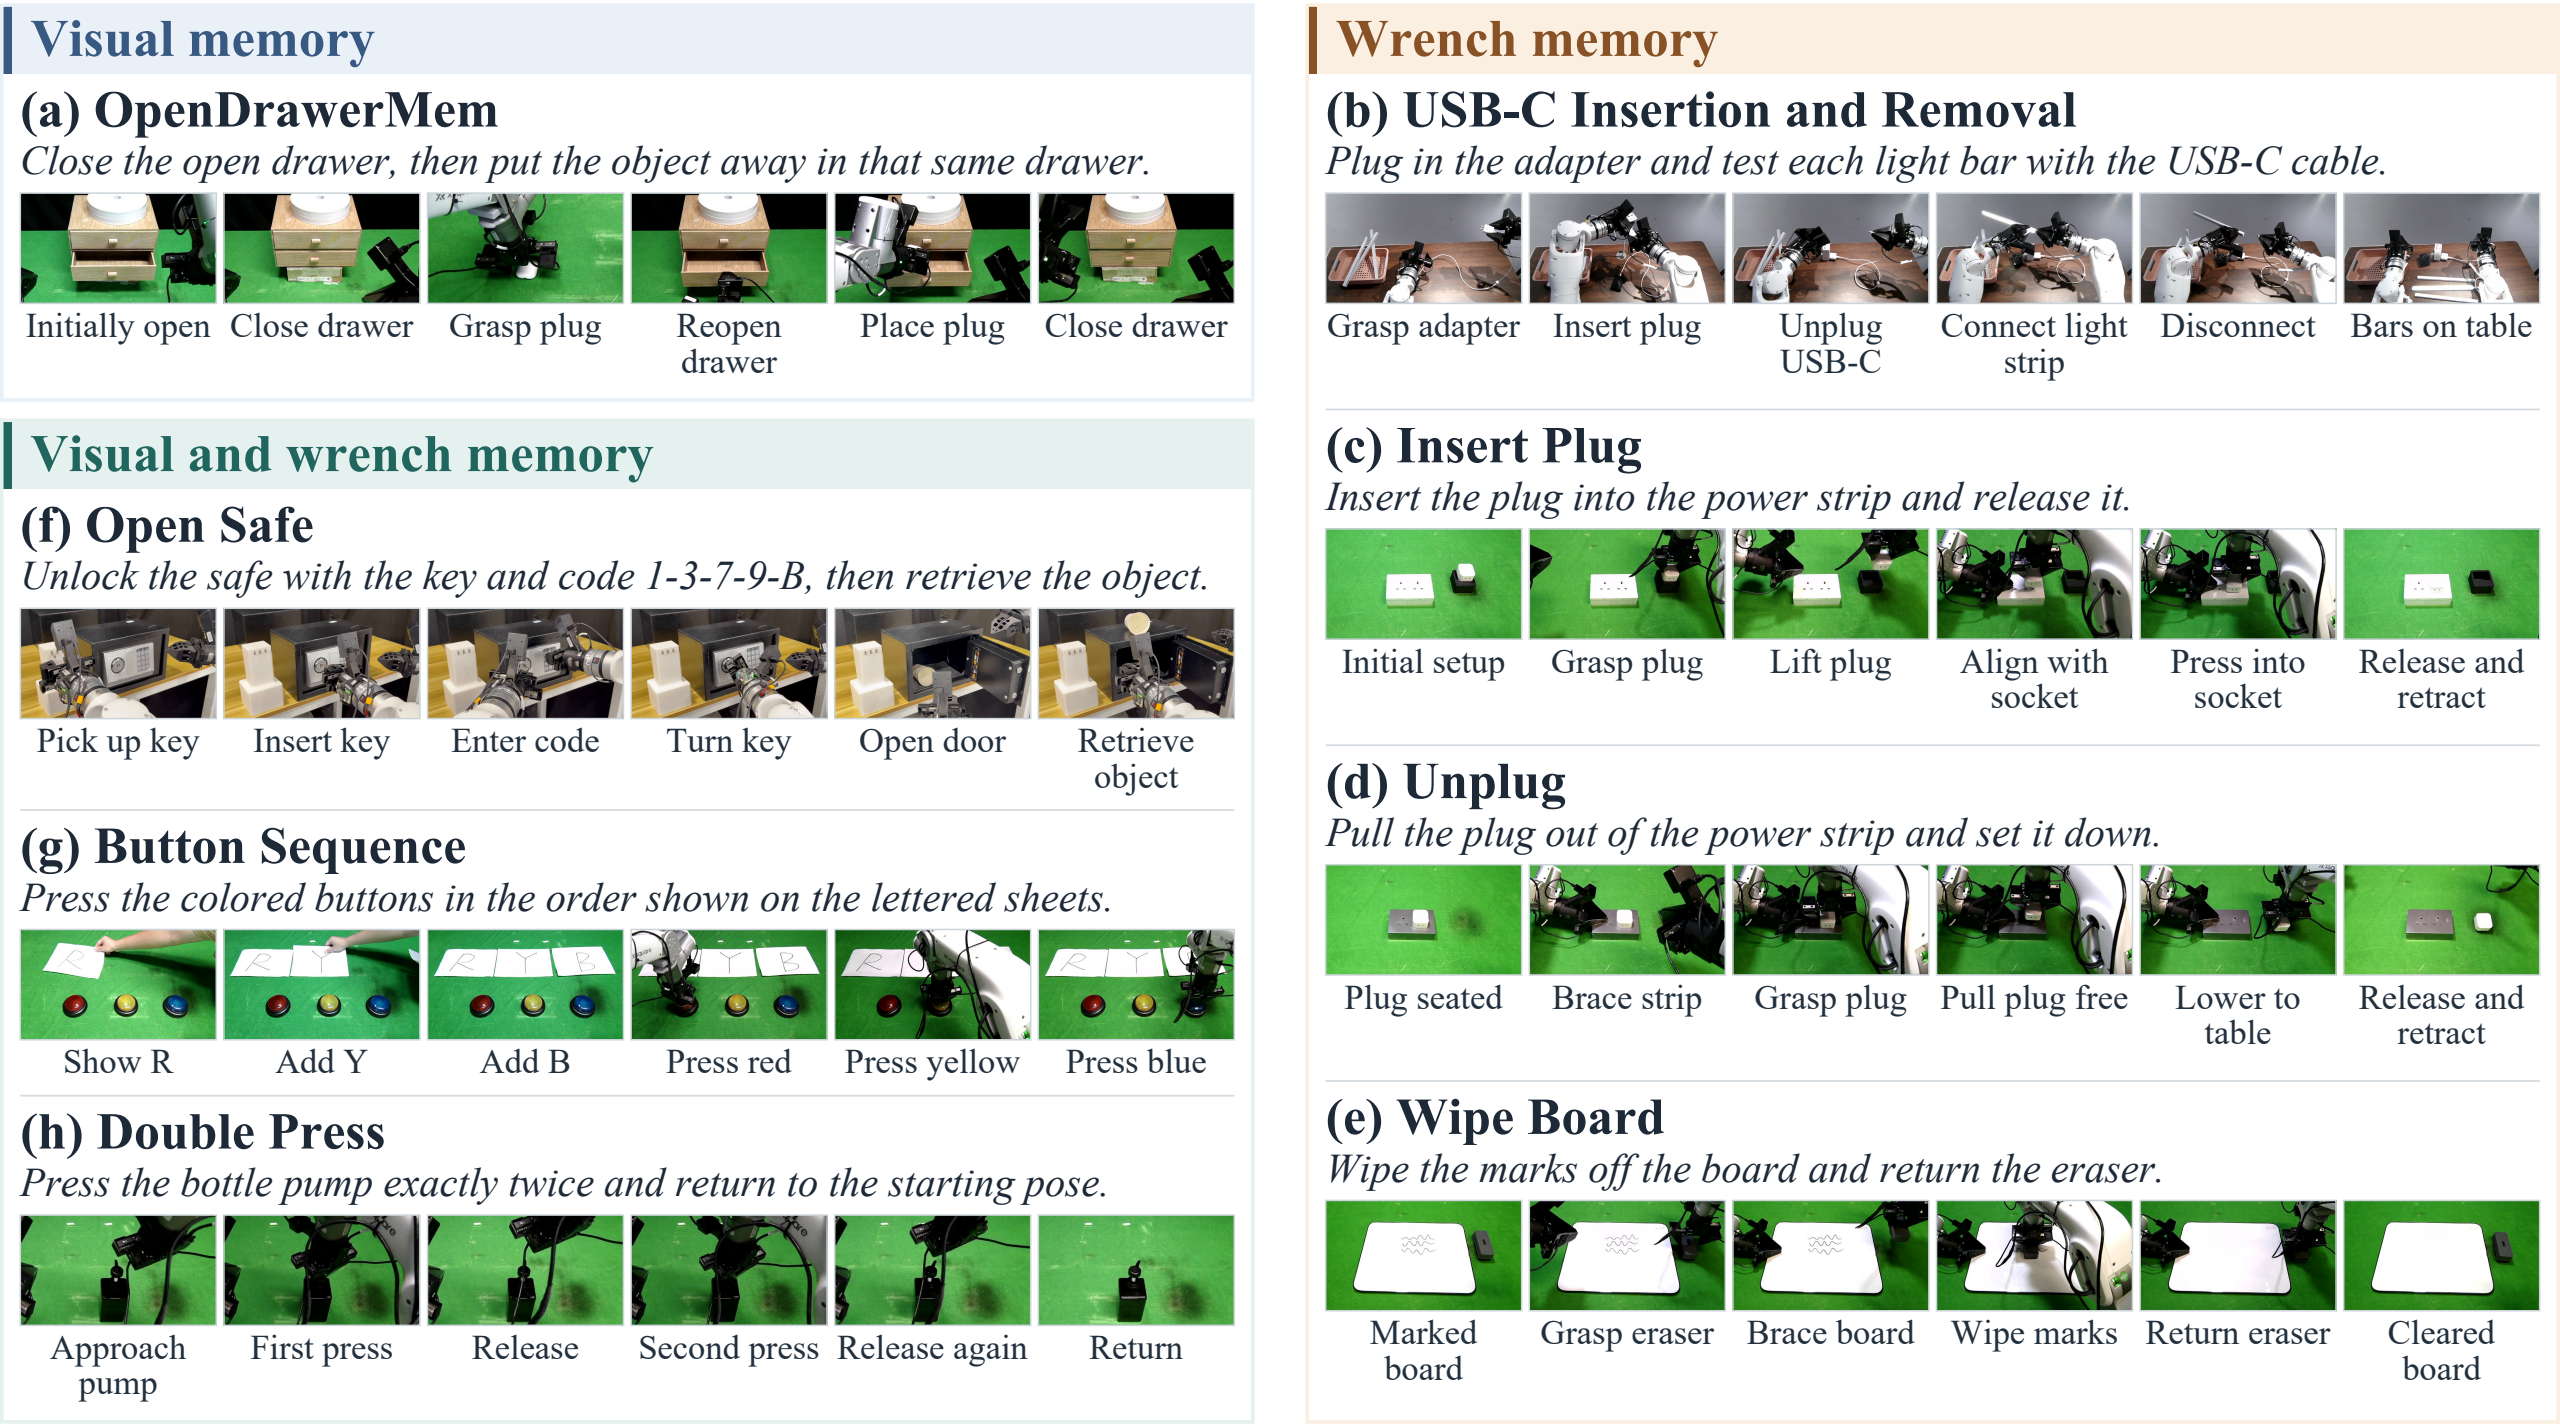 Visual memory
(a) OpenDrawerMem
Close the open drawer, then put the object away in that same drawer.
Initially open
Close drawer
Grasp plug
Reopen
drawer
Place plug
Close drawer
Visual and wrench memory
(f) Open Safe
Unlock the safe with the key and code 1-3-7-9-B, then retrieve the object.
Pick up key
Insert key
Enter code
Turn key
Open door
Retrieve
object
(g) Button Sequence
Press the colored buttons in the order shown on the lettered sheets.
R
R Y
R Y B
Y B
R
R Y
Show R
Add Y
Add B
Press red
Press yellow
Press blue
(h) Double Press
Press the bottle pump exactly twice and return to the starting pose.
Approach
pump
First press
Release
Second press
Release again
Return
Wrench memory
(b) USB-C Insertion and Removal
Plug in the adapter and test each light bar with the USB-C cable.
Grasp adapter
Insert plug
Unplug
USB-C
Connect light
strip
Disconnect
Bars on table
(c) Insert Plug
Insert the plug into the power strip and release it.
Initial setup
Grasp plug
Lift plug
Align with
socket
Press into
socket
Release and
retract
(d) Unplug
Pull the plug out of the power strip and set it down.
Plug seated
Brace strip
Grasp plug
Pull plug free
Lower to
table
Release and
retract
(e) Wipe Board
Wipe the marks off the board and return the eraser.
Marked
board
Grasp eraser
Brace board
Wipe marks
Return eraser
Cleared
board